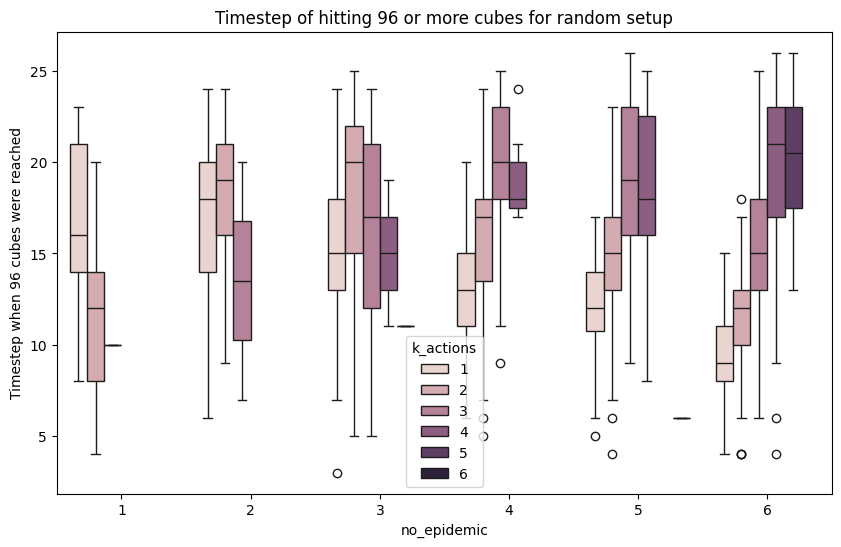 Timestep of hitting 96 or more cubes for random setup
Timestep when 96 cubes were reached
25
20
15
10
5
k_actions
1
2
3
4
5
6
1 2 3 4 5 6
no_epidemic